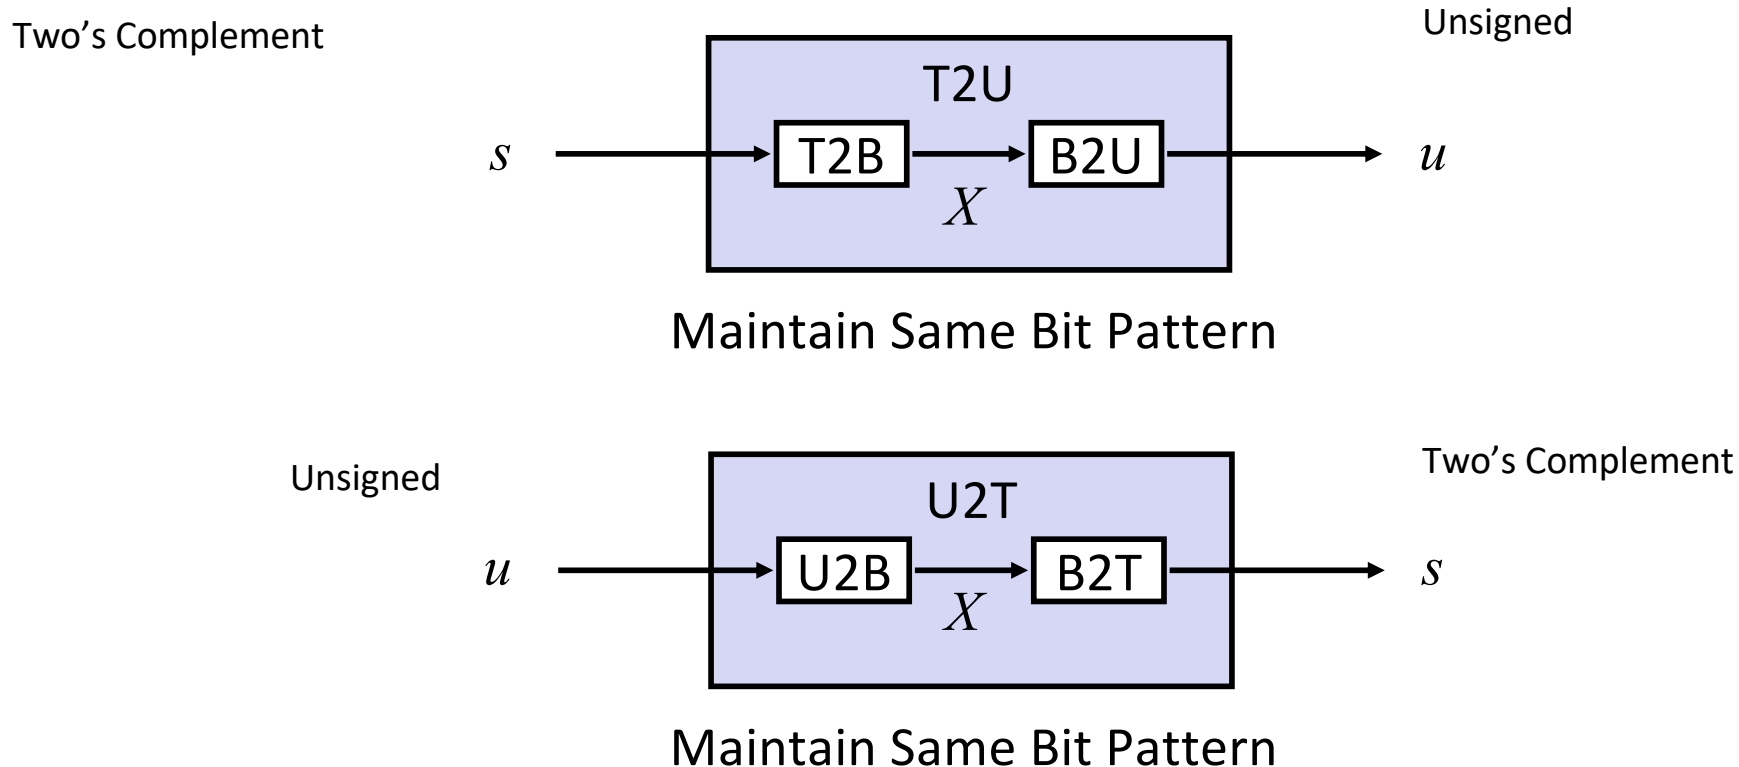 Two’s Complement
Unsigned
T2U
s
T2B
B2U
u
X
Maintain Same Bit Pattern
Unsigned
Two’s Complement
U2T
u
U2B
B2T
s
X
Maintain Same Bit Pattern